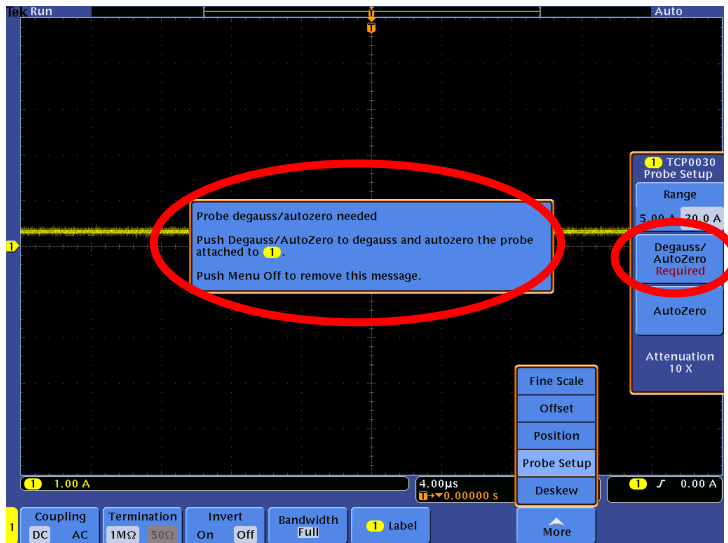 Tek Run
Auto
T
T
1 TCP0030
Probe Setup
Range
5.00 A 30.0 A
Degauss/
AutoZero
Required
AutoZero
Attenuation
10 X
Probe degauss/autozero needed
Push Degauss/AutoZero to degauss and autozero the probe
attached to 1.
Push Menu Off to remove this message.
1
Fine Scale
Offset
Position
Probe Setup
Deskew
1 1.00 A
4.00µs
T→▼0.00000 s
1 ∫ 0.00 A
1
Coupling
DC AC
Termination
1MΩ 50Ω
Invert
On Off
Bandwidth
Full
1 Label
More